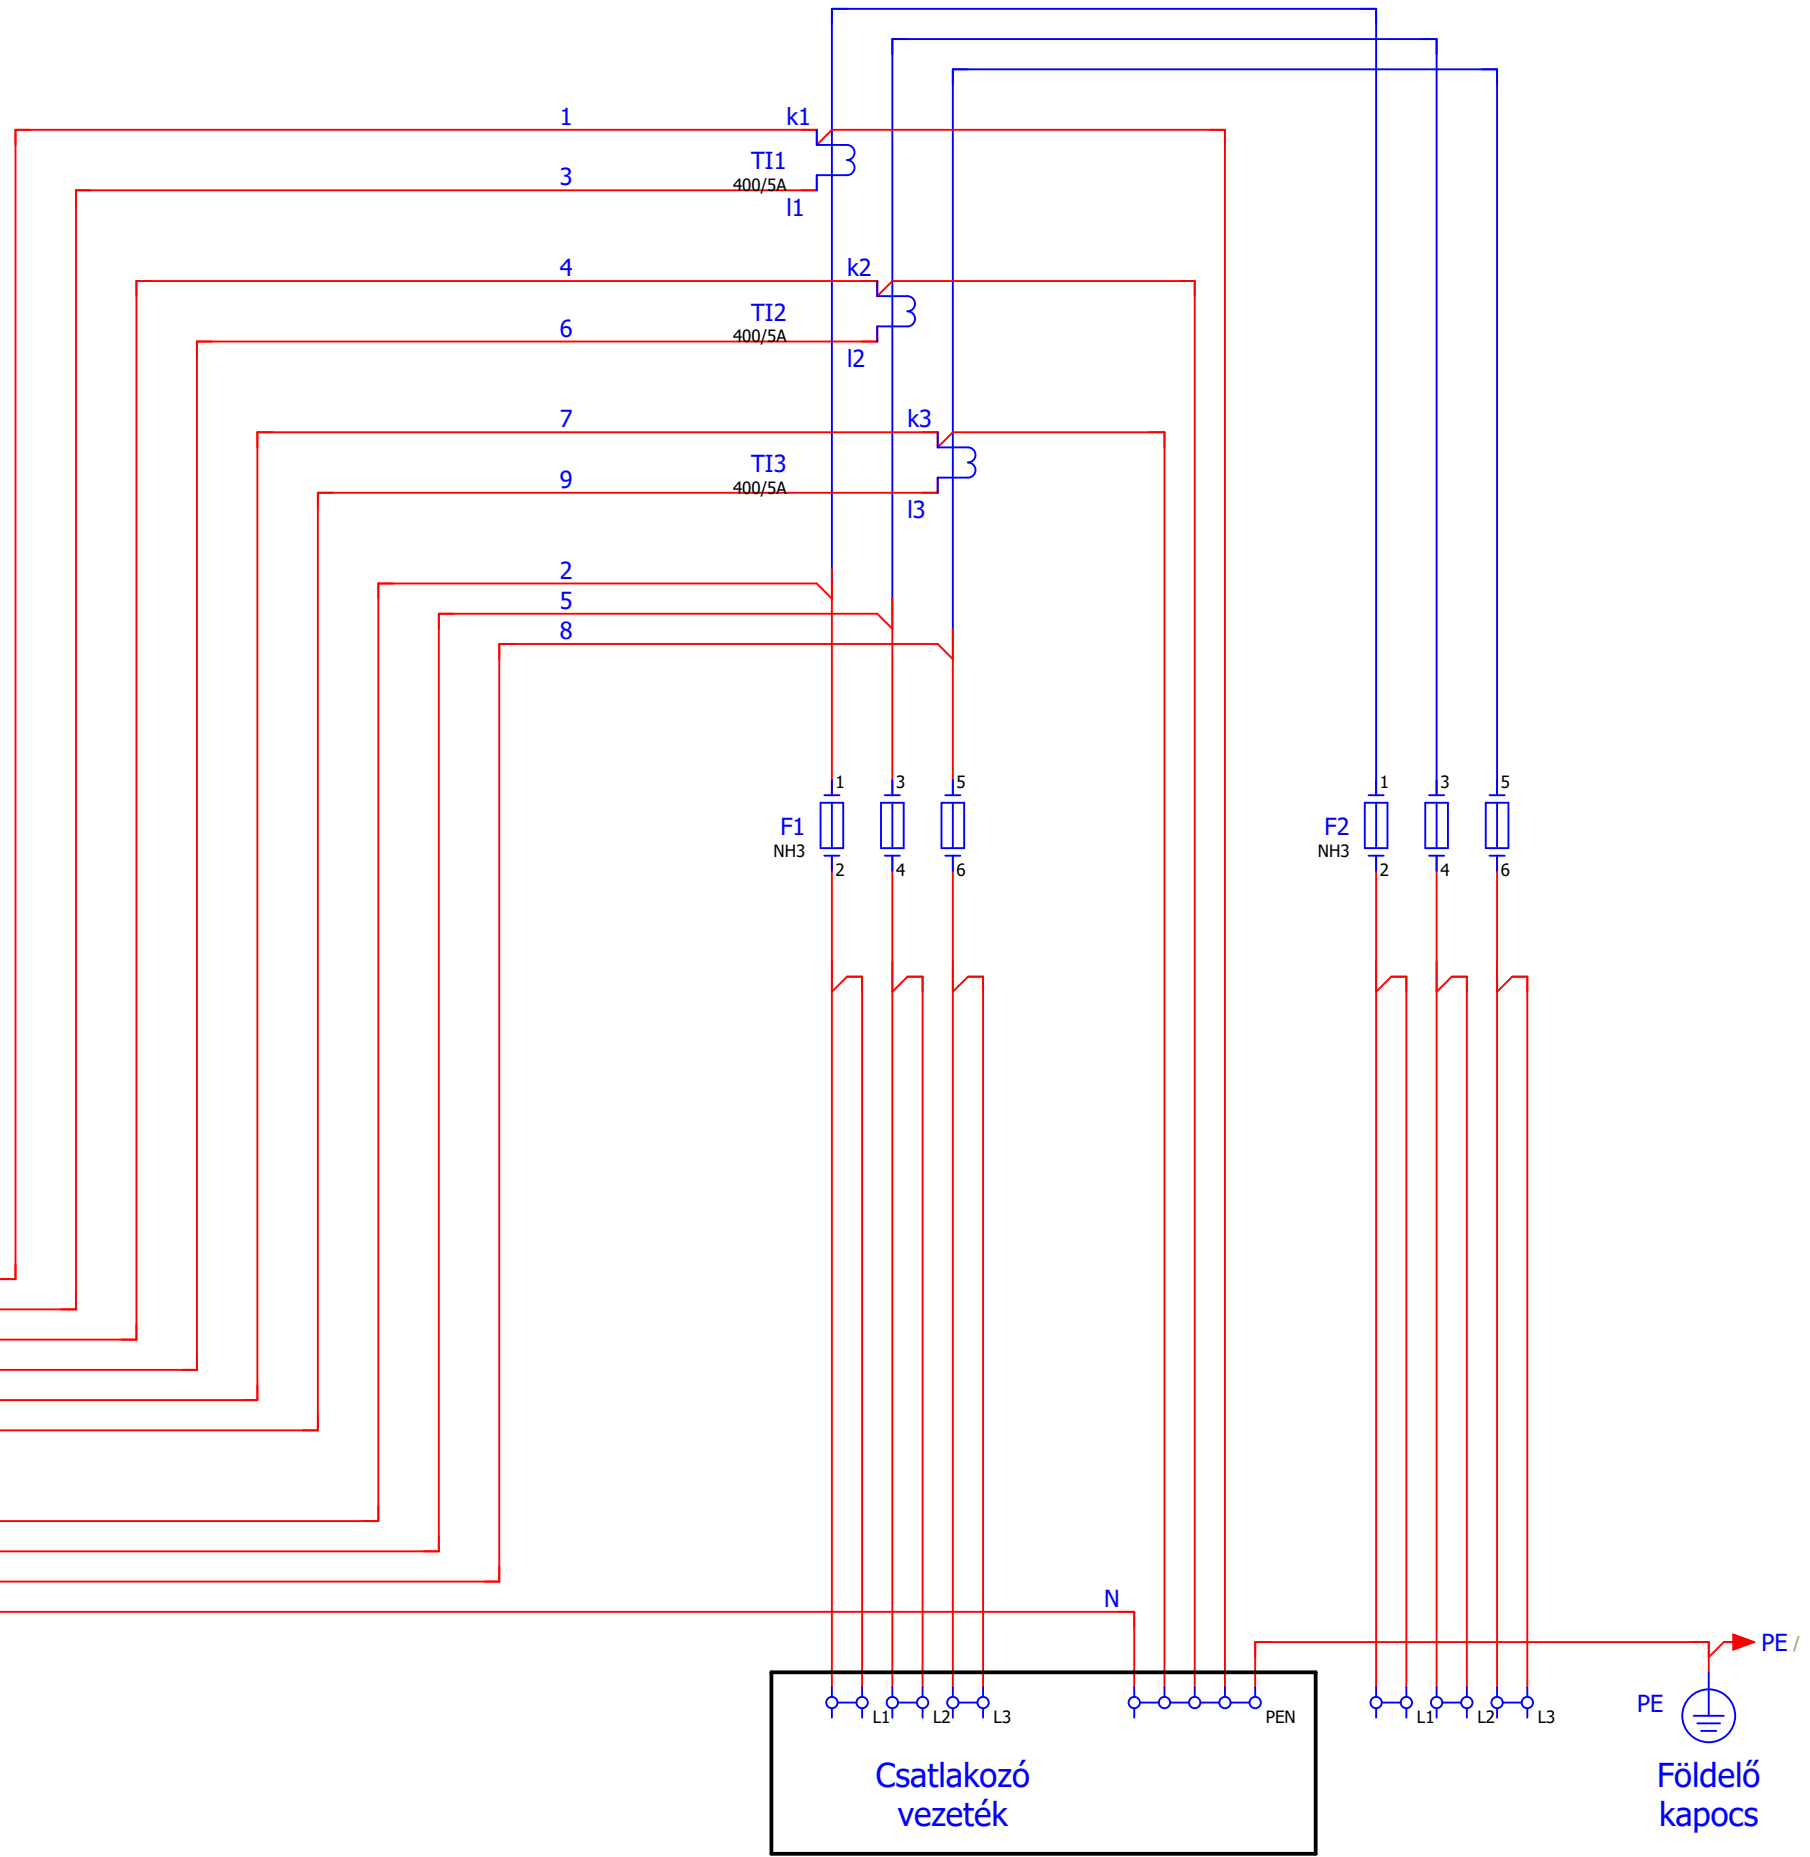 1 k1
TI1
3 400/5A
l1
4 k2
TI2
6 400/5A
l2
7 k3
TI3
9 400/5A
l3
2
5
8
1 3 5 1 3 5
F1 F2
NH3 NH3
2 4 6 2 4 6
N
PE /
PE
L1 L2 L3 PEN L1 L2 L3
Csatlakozó Földelő
vezeték kapocs